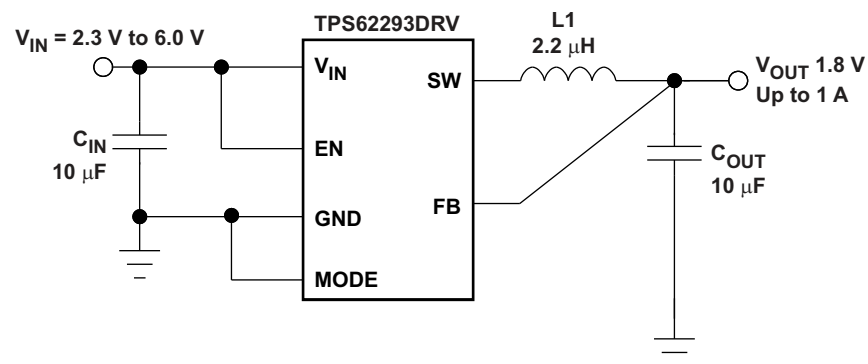 TPS62293DRV
L1
2.2 μH
V_IN = 2.3 V to 6.0 V
V_IN
SW
V_OUT 1.8 V
Up to 1 A
C_IN
10 μF
EN
C_OUT
10 μF
FB
GND
MODE